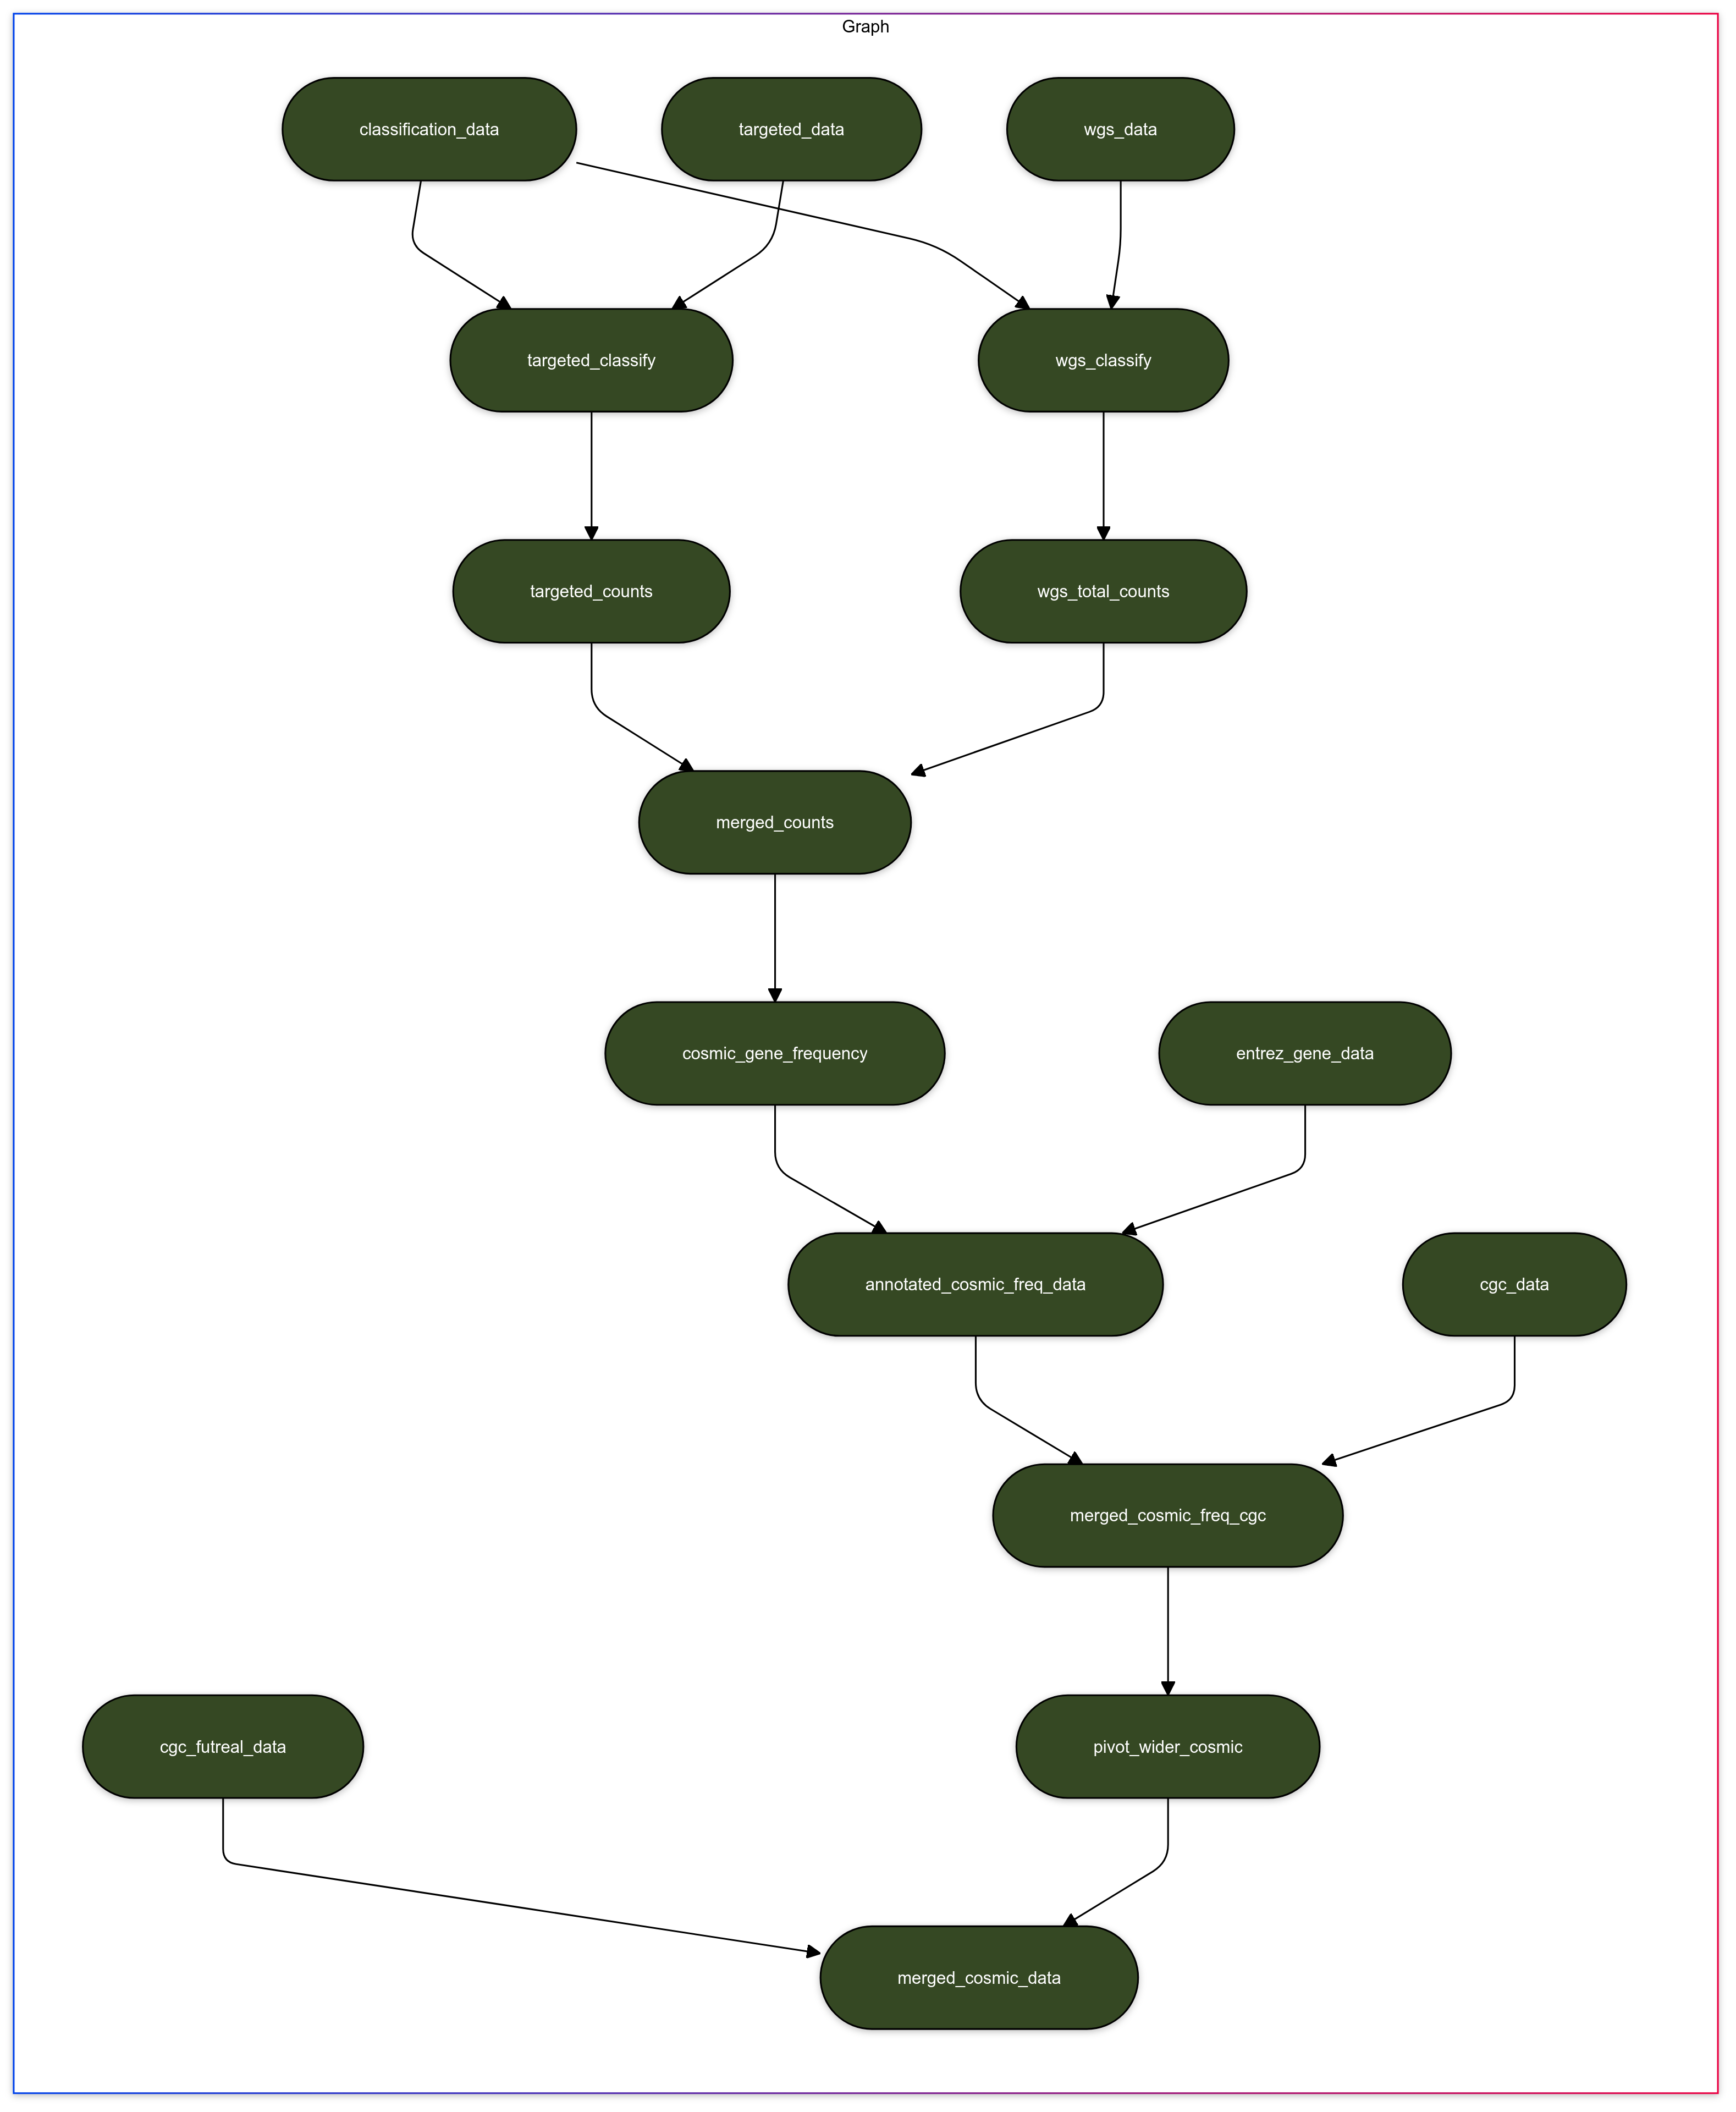 Graph
classification_data
targeted_data
wgs_data
targeted_classify
wgs_classify
targeted_counts
wgs_total_counts
merged_counts
cosmic_gene_frequency
entrez_gene_data
annotated_cosmic_freq_data
cgc_data
merged_cosmic_freq_cgc
cgc_futreal_data
pivot_wider_cosmic
merged_cosmic_data